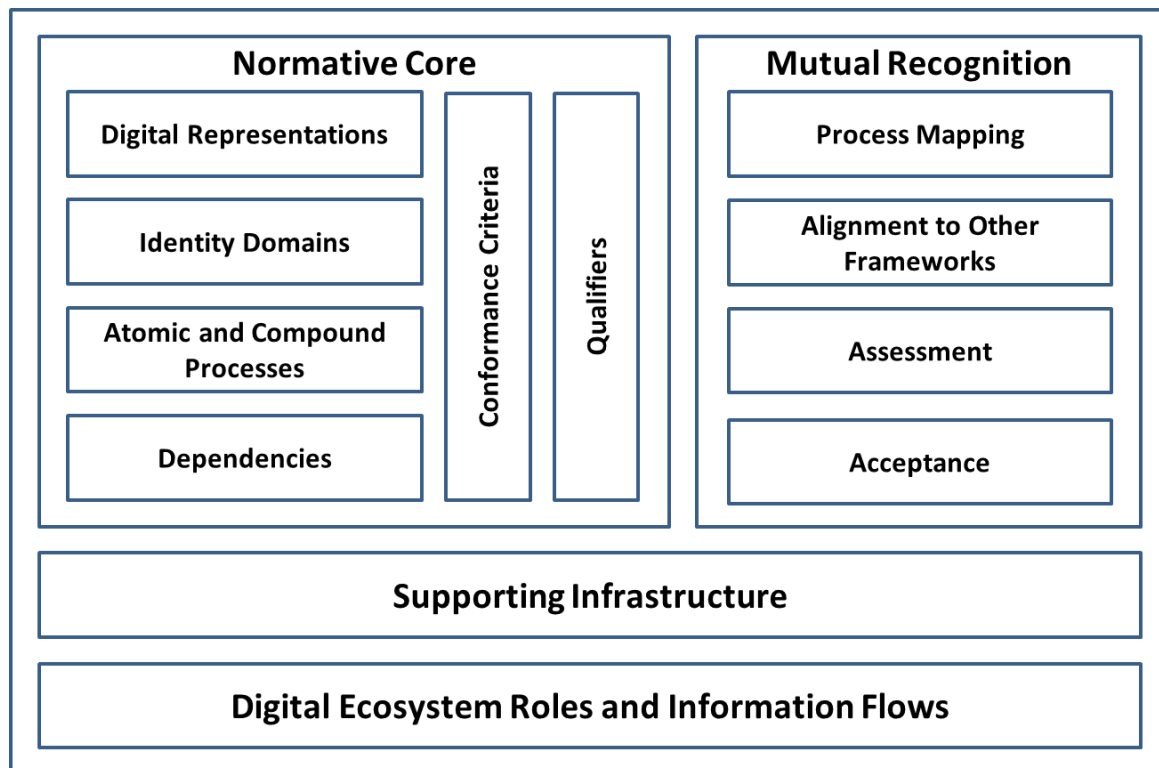 Normative Core
Digital Representations
Identity Domains
Atomic and Compound
Processes
Dependencies
Conformance Criteria
Qualifiers
Mutual Recognition
Process Mapping
Alignment to Other
Frameworks
Assessment
Acceptance
Supporting Infrastructure
Digital Ecosystem Roles and Information Flows